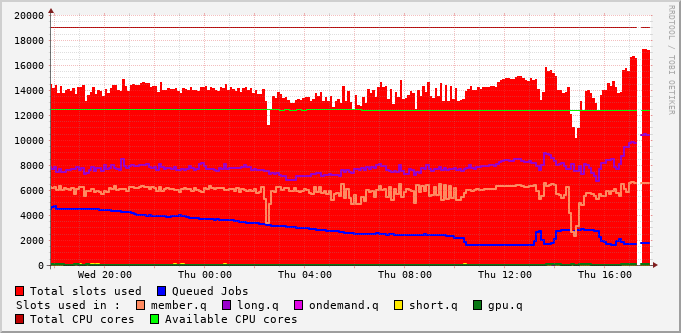 20000
18000
16000
14000
12000
10000
8000
6000
4000
2000
0
Wed 20:00 Thu 00:00 Thu 04:00 Thu 08:00 Thu 12:00 Thu 16:00
RRDTOOL / TOBI OETIKER
Total slots used Queued Jobs
Slots used in : member.q long.q ondemand.q short.q gpu.q
Total CPU cores Available CPU cores